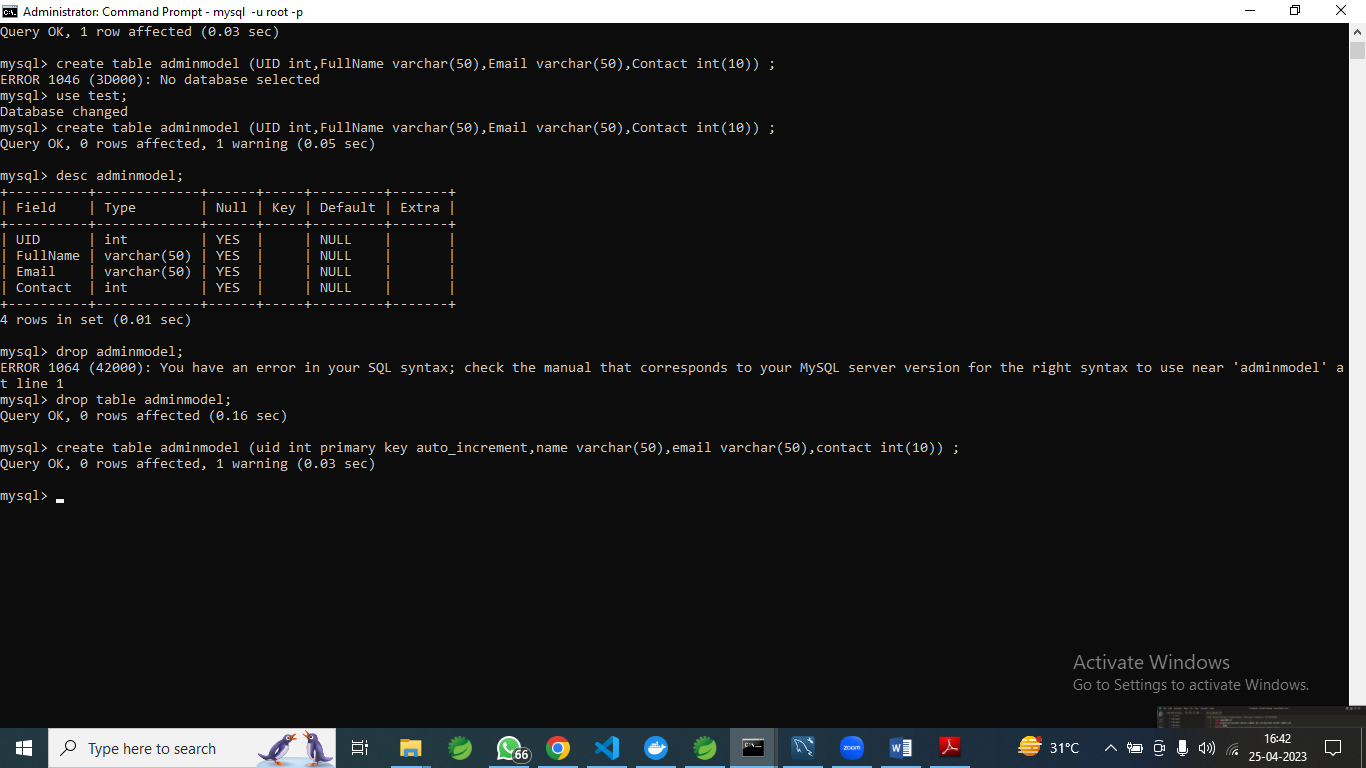 Administrator: Command Prompt - mysql -u root -p
Query OK, 1 row affected (0.03 sec)
mysql> create table adminmodel (UID int,FullName varchar(50),Email varchar(50),Contact int(10)) ;
ERROR 1046 (3D000): No database selected
mysql> use test;
Database changed
mysql> create table adminmodel (UID int,FullName varchar(50),Email varchar(50),Contact int(10)) ;
Query OK, 0 rows affected, 1 warning (0.05 sec)
mysql> desc adminmodel;
+----------+-------------+------+-----+---------+-------+
| Field    | Type        | Null | Key | Default | Extra |
+----------+-------------+------+-----+---------+-------+
| UID      | int         | YES  |     | NULL    |       |
| FullName | varchar(50) | YES  |     | NULL    |       |
| Email    | varchar(50) | YES  |     | NULL    |       |
| Contact  | int         | YES  |     | NULL    |       |
+----------+-------------+------+-----+---------+-------+
4 rows in set (0.01 sec)
mysql> drop adminmodel;
ERROR 1064 (42000): You have an error in your SQL syntax; check the manual that corresponds to your MySQL server version for the right syntax to use near 'adminmodel' a
t line 1
mysql> drop table adminmodel;
Query OK, 0 rows affected (0.16 sec)
mysql> create table adminmodel (uid int primary key auto_increment,name varchar(50),email varchar(50),contact int(10)) ;
Query OK, 0 rows affected, 1 warning (0.03 sec)
mysql>
Activate Windows
Go to Settings to activate Windows.
Type here to search
66
zoom
31°C
16:42
25-04-2023